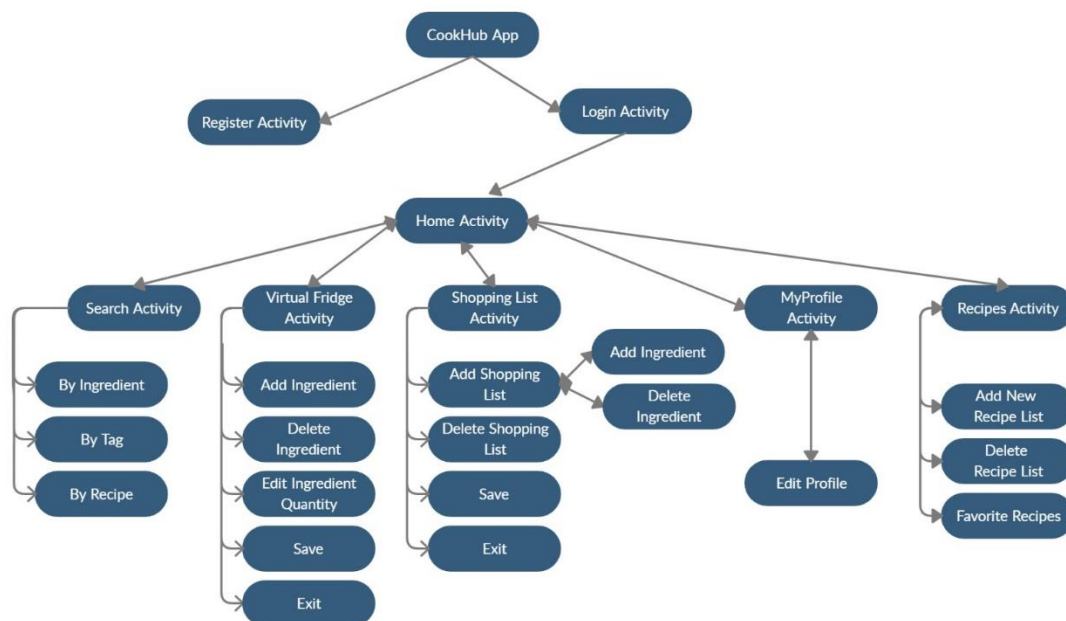 CookHub App
Register Activity
Login Activity
Home Activity
Search Activity
By Ingredient
By Tag
By Recipe
Virtual Fridge
Activity
Add Ingredient
Delete
Ingredient
Edit Ingredient
Quantity
Save
Exit
Shopping List
Activity
Add Shopping
List
Add Ingredient
Delete
Ingredient
Delete Shopping
List
Save
Exit
MyProfile
Activity
Edit Profile
Recipes Activity
Add New
Recipe List
Delete
Recipe List
Favorite Recipes